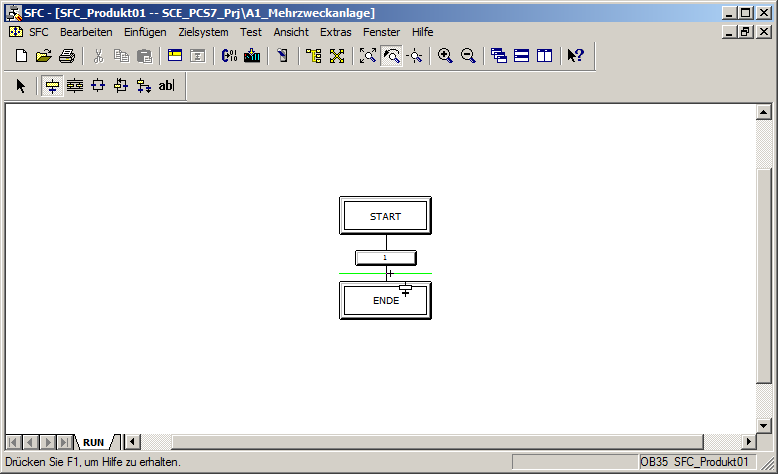 SFC - [SFC_Produkt01 -- SCE_PCS7_Prj\A1_Mehrzweckanlage]
SFC Bearbeiten Einfügen Zielsystem Test Ansicht Extras Fenster Hilfe
abl
START
1
ENDE
RUN
Drücken Sie F1, um Hilfe zu erhalten.
OB35 SFC_Produkt01